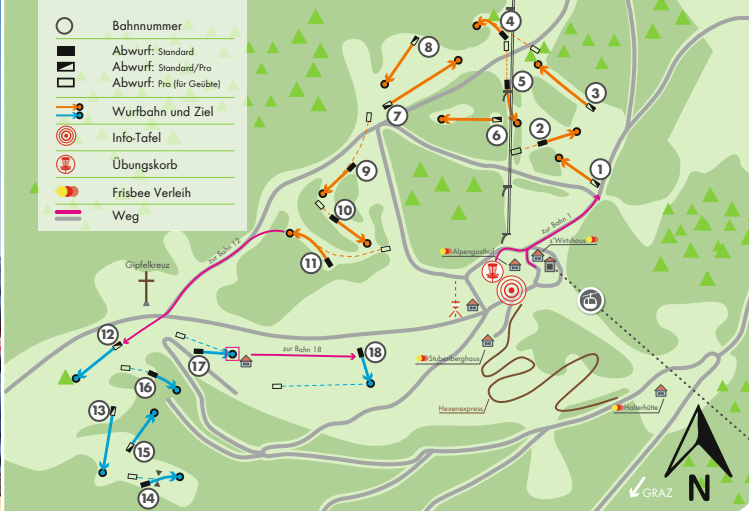 Bahnnummer
Abwurf: Standard
Abwurf: Standard/Pro
Abwurf: Pro (für Geübte)
Wurfbahn und Ziel
Info-Tafel
Übungskorb
Frisbee Verleih
Weg
4
8
3
5
7
6
2
1
9
10
zur Bahn 1
s'Wirtshaus
zur Bahn 12
Alpengasthof
11
Gipfelkreuz
12
zur Bahn 18
18
17
Stubenberghaus
16
Halterhütte
Hexenexpress
13
15
14
N
GRAZ